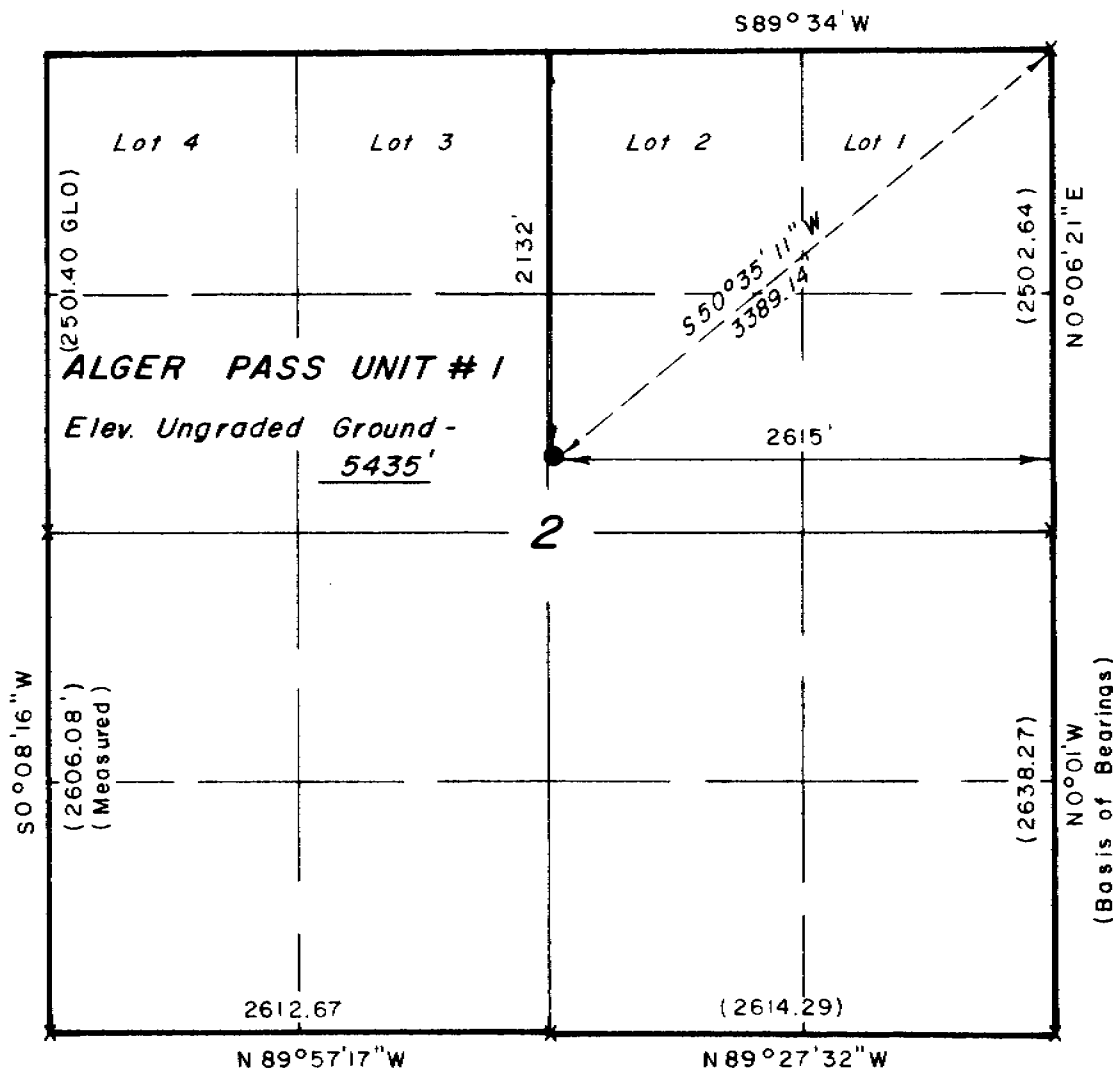 S89°34'W
Lot 4
Lot 3
Lot 2
Lot 1
(2501.40 GLO)
2132'
S50°35'11"W
3389.14'
(2502.64)
N0°06'21"E
ALGER PASS UNIT #1
Elev. Ungraded Ground -
5435'
2615'
2
S0°08'16"W
(2606.08')
(Measured)
(2638.27)
N0°01'W
(Basis of Bearings)
2612.67
(2614.29)
N89°57'17"W
N89°27'32"W